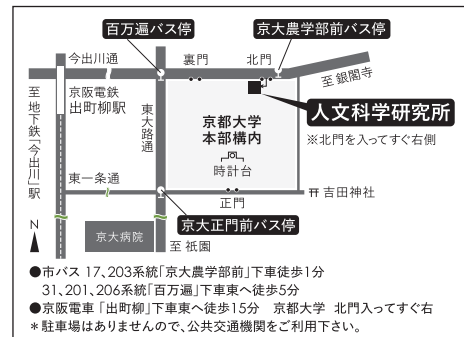 百万遍バス停
京大農学部前バス停
今出川通
裏門
北門
至 銀閣寺
至 地下鉄「今出川」駅
京阪電鉄
出町柳駅
東大路通
京都大学
本部構内
人文科学研究所
※北門を入ってすぐ右側
時計台
東一条通
正門
吉田神社
N
京大病院
京大正門前バス停
至 祇園
●市バス 17、203系統「京大農学部前」下車徒歩1分
31、201、206系統「百万遍」下車東へ徒歩5分
●京阪電車「出町柳」下車東へ徒歩15分　京都大学 北門入ってすぐ右
＊駐車場はありませんので、公共交通機関をご利用下さい。